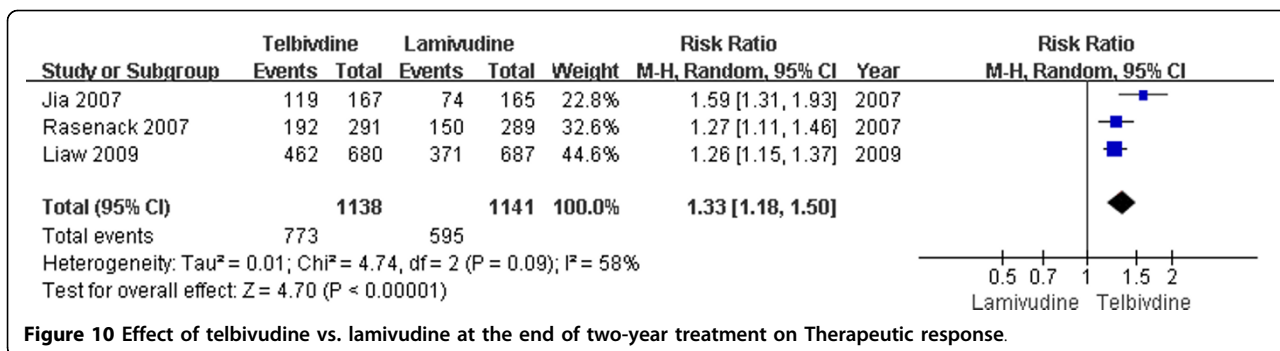 Telbivdine Lamivudine Risk Ratio Risk Ratio
Study or Subgroup Events Total Events Total Weight M-H, Random, 95% CI Year M-H, Random, 95% CI
Jia 2007 119 167 74 165 22.8% 1.59 [1.31, 1.93] 2007
Rasenack 2007 192 291 150 289 32.6% 1.27 [1.11, 1.46] 2007
Liaw 2009 462 680 371 687 44.6% 1.26 [1.15, 1.37] 2009
Total (95% CI) 1138 1141 100.0% 1.33 [1.18, 1.50]
Total events 773 595
Heterogeneity: Tau² = 0.01; Chi² = 4.74, df = 2 (P = 0.09); I² = 58%
Test for overall effect: Z = 4.70 (P < 0.00001)
0.5 0.7 1 1.5 2
Lamivudine Telbivdine
Figure 10 Effect of telbivudine vs. lamivudine at the end of two-year treatment on Therapeutic response.